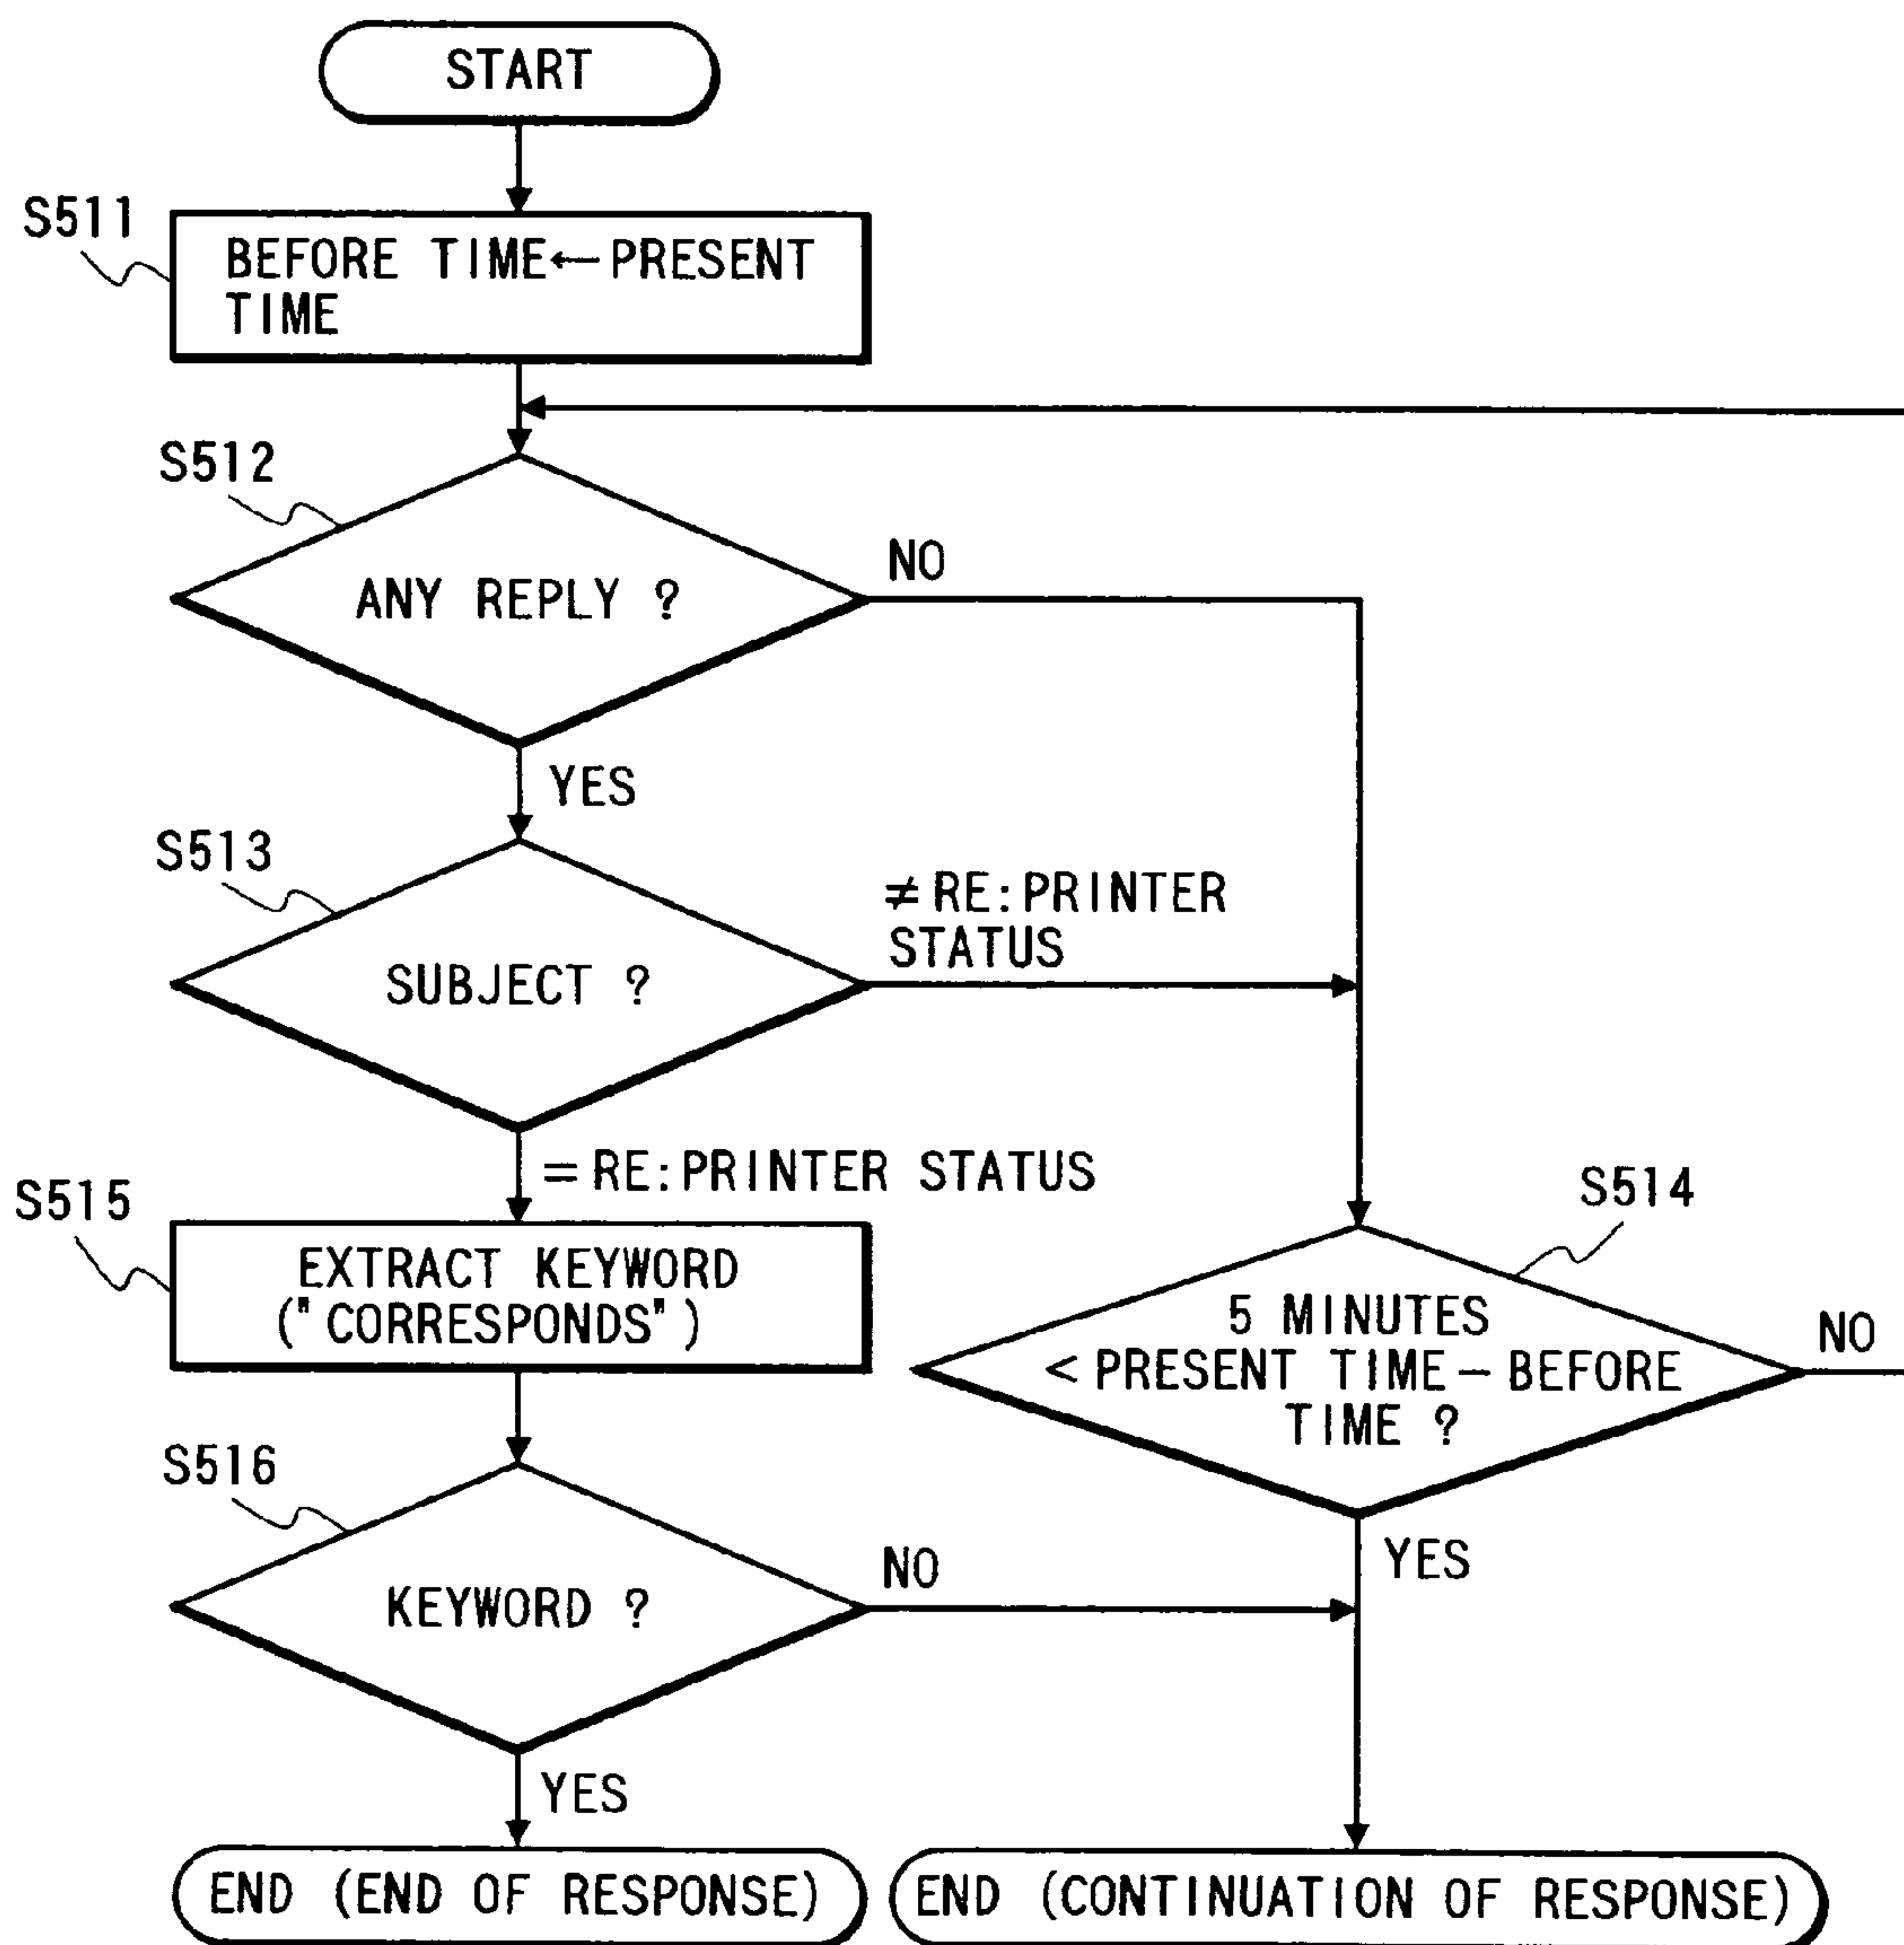 START
S511
BEFORE TIME←PRESENT
TIME
S512
ANY REPLY ?
NO
YES
S513
SUBJECT ?
≠RE:PRINTER
STATUS
=RE:PRINTER STATUS
S515
EXTRACT KEYWORD
("CORRESPONDS")
S514
5 MINUTES
<PRESENT TIME−BEFORE
TIME ?
NO
YES
S516
KEYWORD ?
NO
YES
END (END OF RESPONSE)
END (CONTINUATION OF RESPONSE)